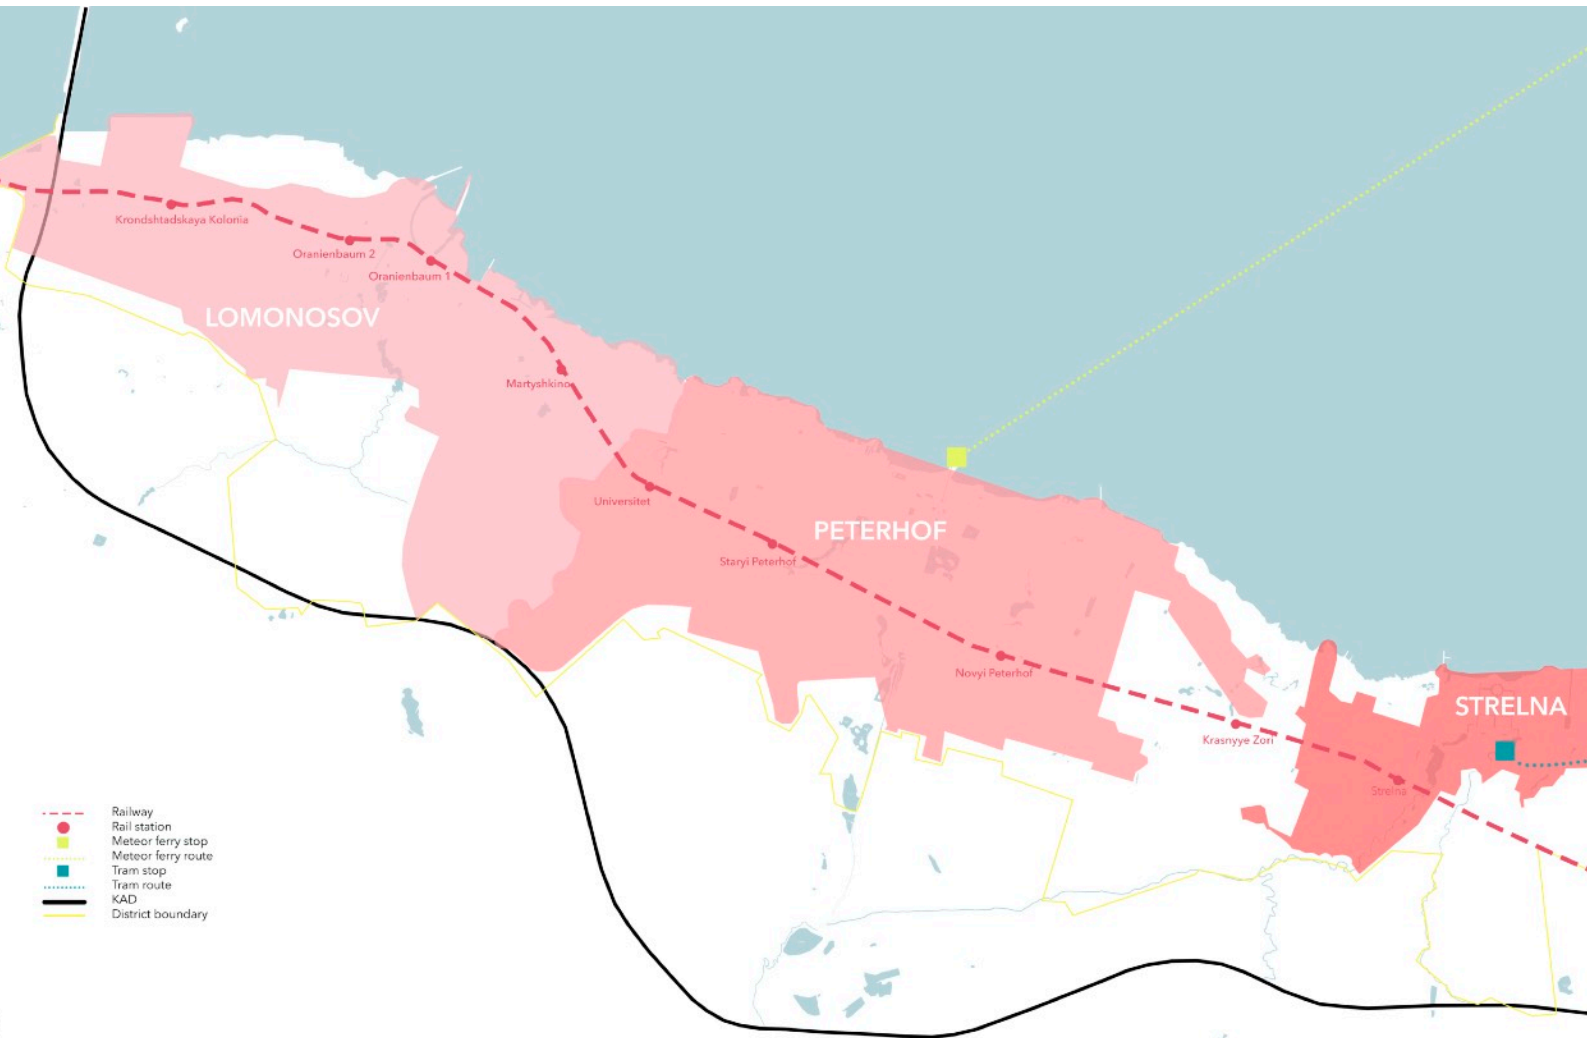 Krondshtadskaya Kolonia
Oranienbaum 2
Oranienbaum 1
LOMONOSOV
Martyshkino
Universitet
PETERHOF
Staryi Peterhof
Novyi Peterhof
STRELNA
Krasnyye Zori
Strelna
Railway
Rail station
Meteor ferry stop
Meteor ferry route
Tram stop
Tram route
KAD
District boundary